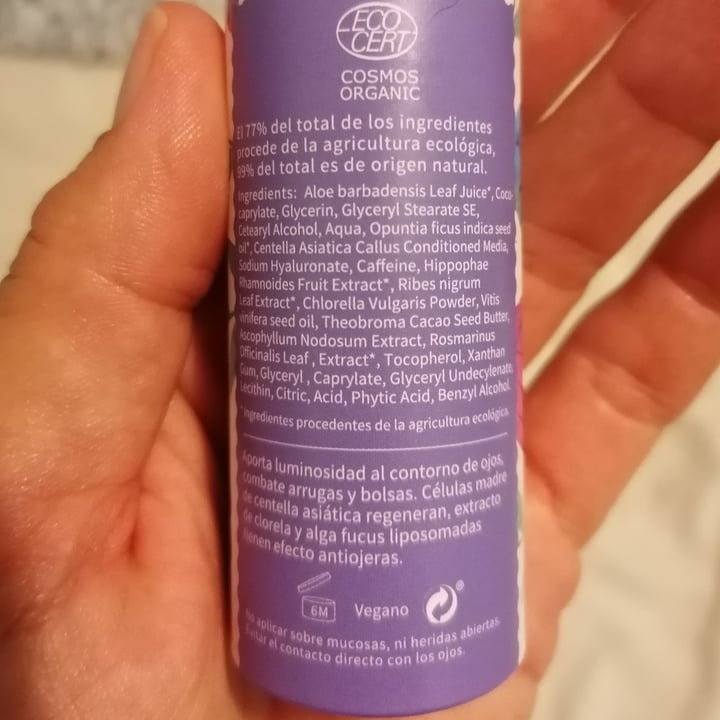 ECO
CERT
COSMOS
ORGANIC
El 77% del total de los ingredientes
procede de la agricultura ecológica,
99% del total es de origen natural.
Ingredients: Aloe barbadensis Leaf Juice*, Coco-
caprylate, Glycerin, Glyceryl Stearate SE,
Cetearyl Alcohol, Aqua, Opuntia ficus indica seed
oil*, Centella Asiatica Callus Conditioned Media,
Sodium Hyaluronate, Caffeine, Hippophae
Rhamnoides Fruit Extract*, Ribes nigrum
Leaf Extract*, Chlorella Vulgaris Powder, Vitis
vinifera seed oil, Theobroma Cacao Seed Butter,
Ascophyllum Nodosum Extract, Rosmarinus
Officinalis Leaf , Extract*, Tocopherol, Xanthan
Gum, Glyceryl , Caprylate, Glyceryl Undecylenate,
Lecithin, Citric, Acid, Phytic Acid, Benzyl Alcohol.
* Ingredientes procedentes de la agricultura ecológica.
Aporta luminosidad al contorno de ojos,
combate arrugas y bolsas. Células madre
de centella asiática regeneran, extracto
de clorela y alga fucus liposomadas
tienen efecto antiojeras.
6M Vegano ®
No aplicar sobre mucosas, ni heridas abiertas.
Evitar el contacto directo con los ojos.